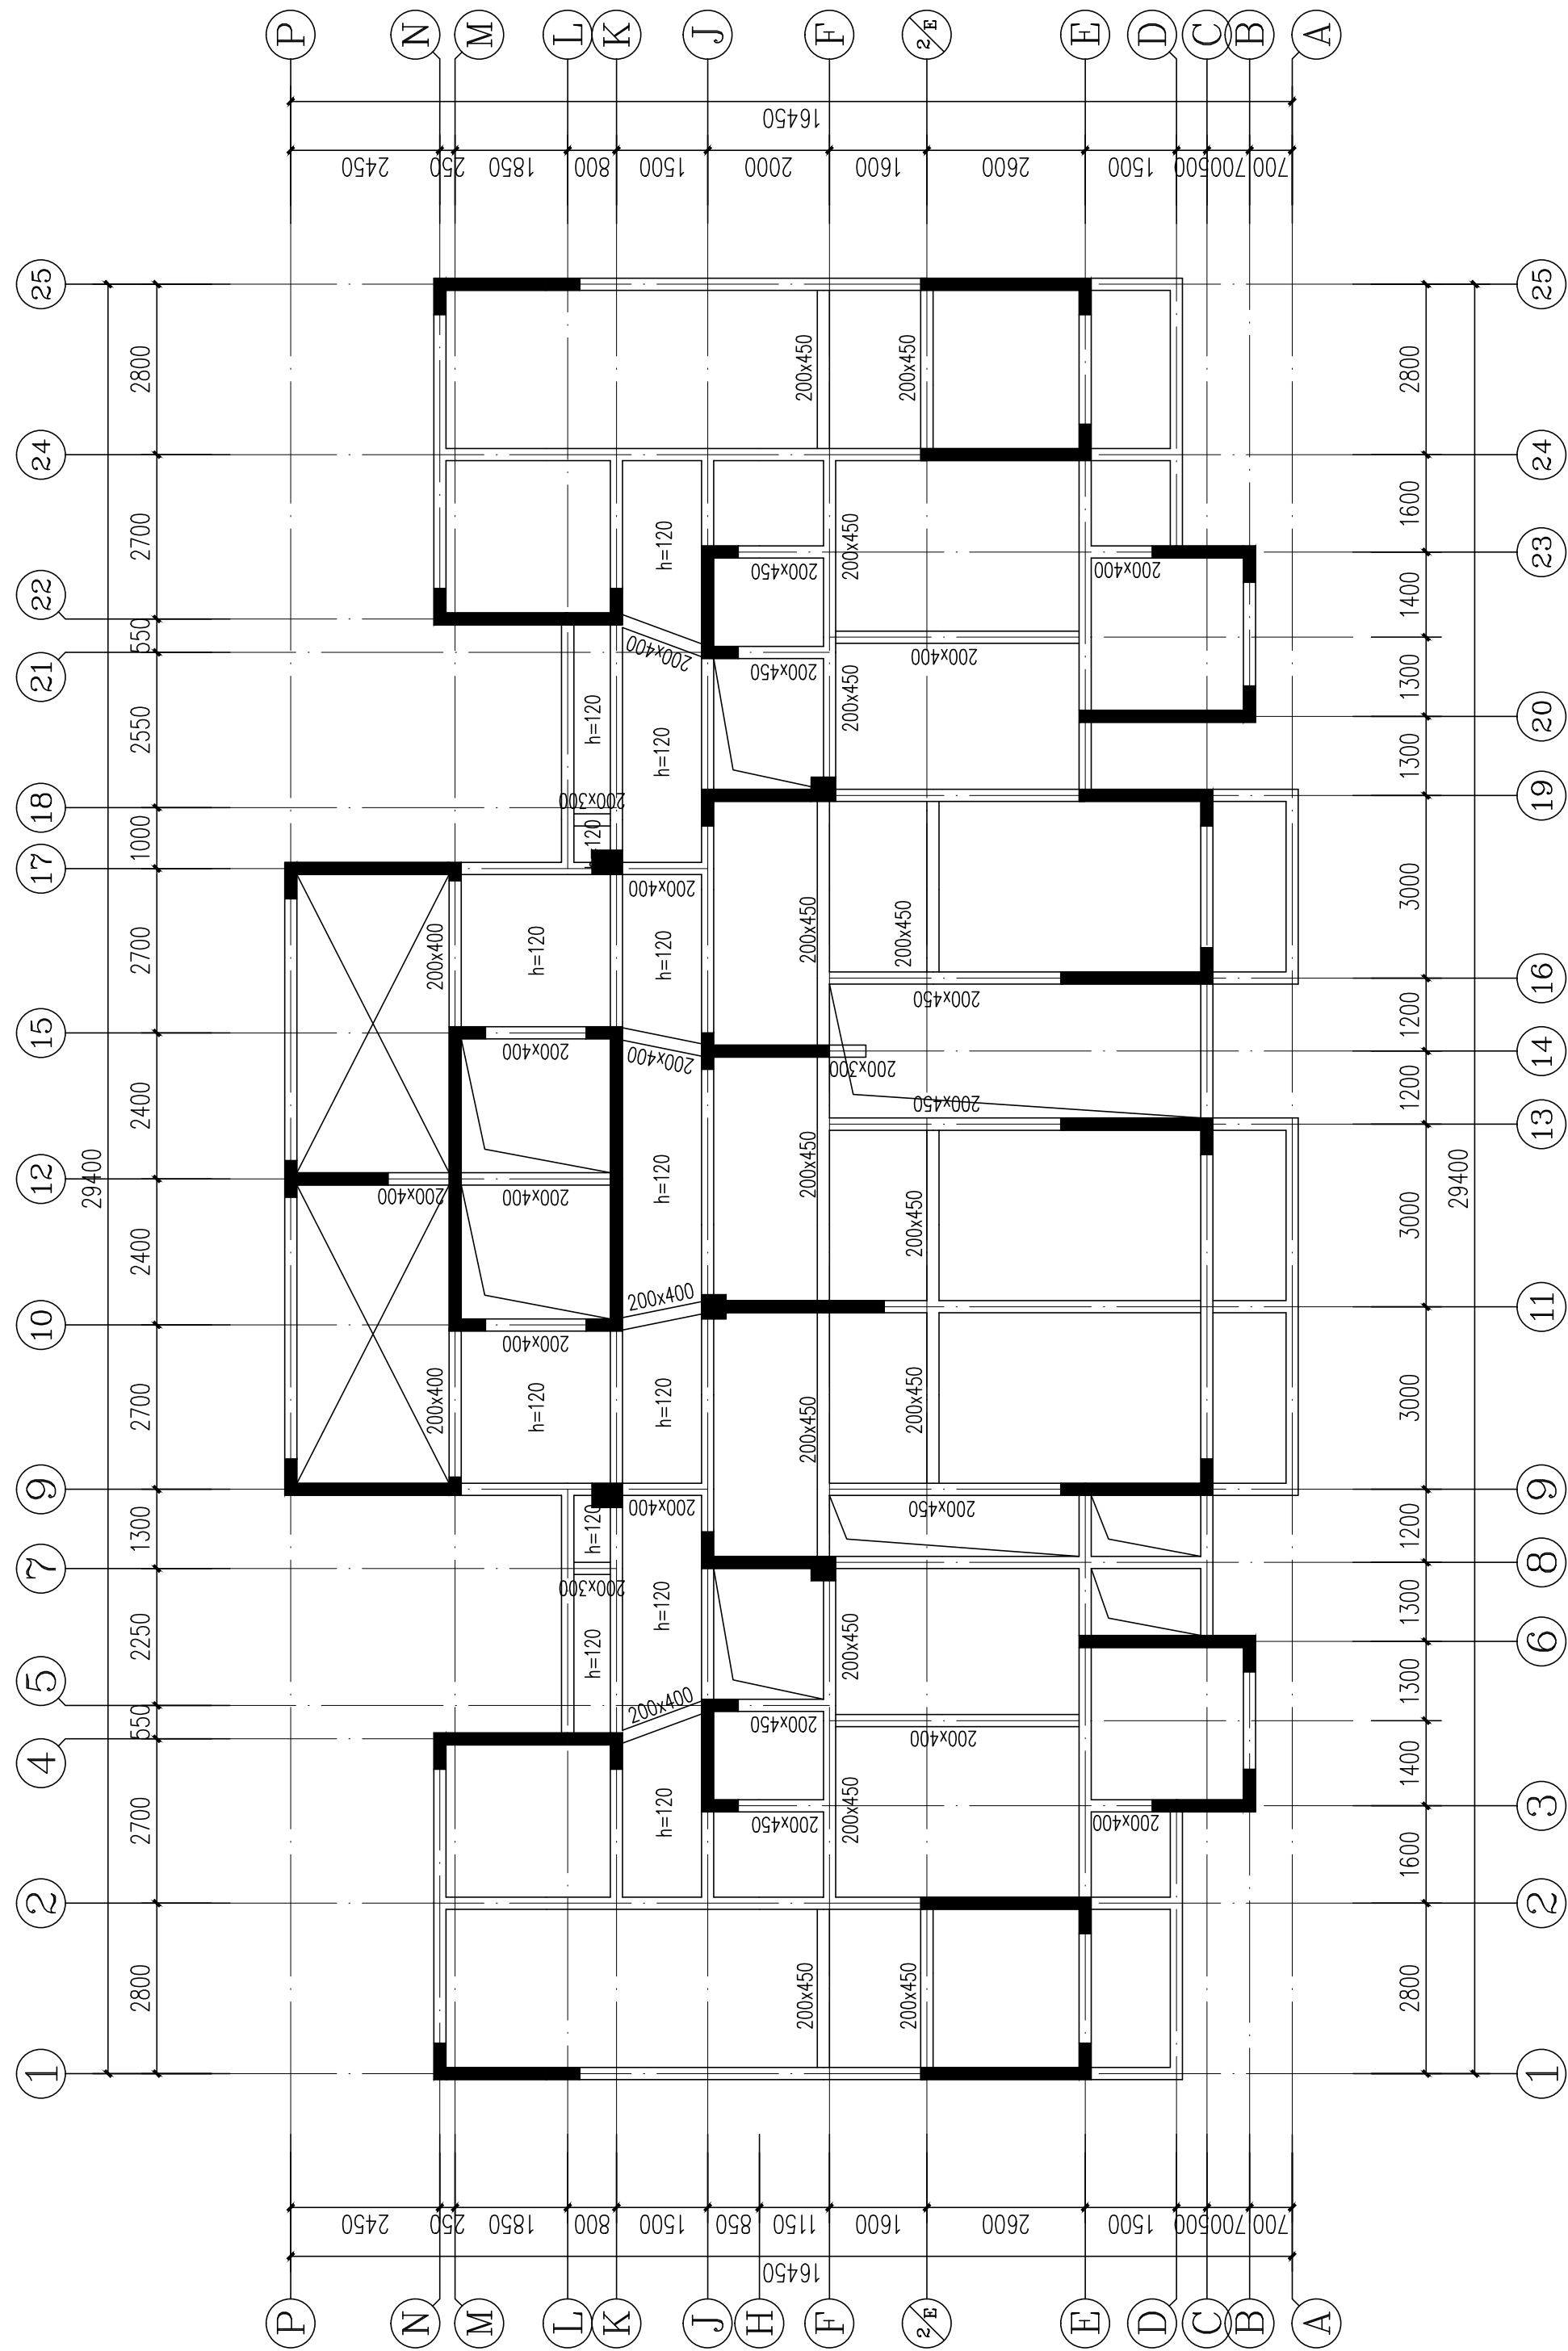 P
N
M
L
K
J
F
2/E
E
D
C
B
A
16450
2450
250
1850
800
1500
2000
1600
2600
1500
500
700
700
25
24
22
21
18
17
15
12
10
9
7
5
4
2
1
29400
2800
2700
550
2550
1000
2700
2400
2400
2700
1300
2250
550
2700
2800
200x450
200x450
h=120
200x450
200x450
200x400
200x400
200x450
200x400
200x450
h=120
h=120
200x300
200x400
h=120
h=120
200x400
200x450
200x450
200x450
200x400
200x400
200x300
200x450
200x400
200x400
h=120
200x450
200x450
200x400
200x400
h=120
h=120
200x400
200x450
200x450
h=120
200x400
200x450
200x300
h=120
h=120
200x450
200x400
200x450
200x400
h=120
200x450
200x450
200x400
200x450
200x450
25
24
23
20
19
16
14
13
11
9
8
6
3
2
1
2800
1600
1400
1300
1300
3000
1200
1200
3000
3000
1200
1300
1300
1400
1600
2800
29400
2450
250
1850
800
1500
850
1150
1600
2600
1500
500
700
700
16450
P
N
M
L
K
J
H
F
2/E
E
D
C
B
A